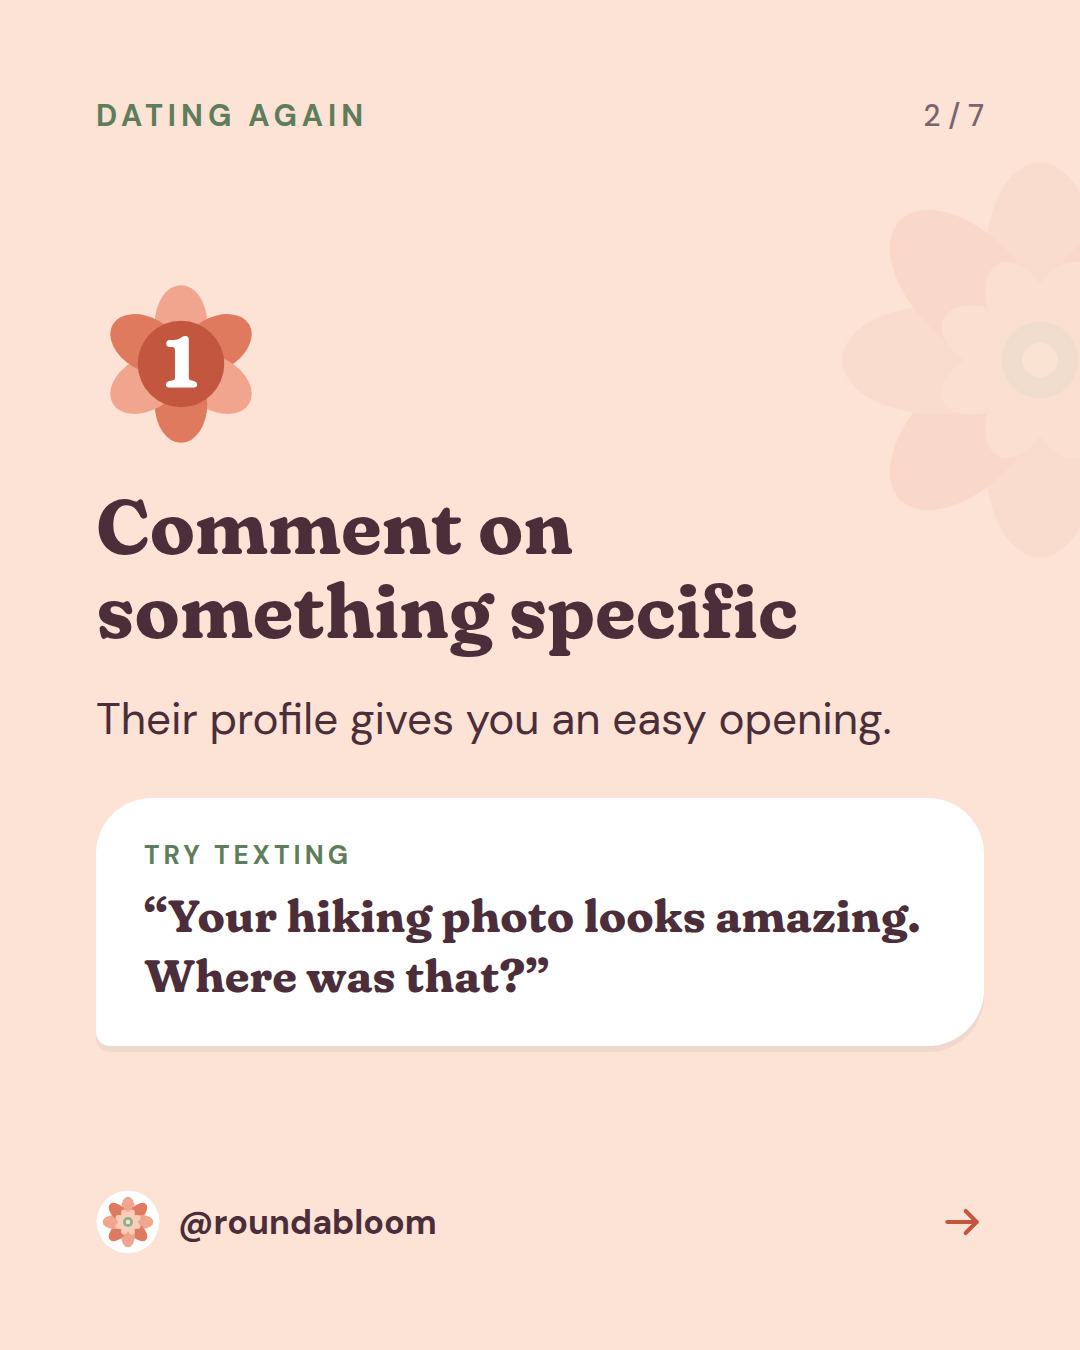 DATING AGAIN
2 / 7
1
Comment on
something specific
Their profile gives you an easy opening.
TRY TEXTING
“Your hiking photo looks amazing.
Where was that?”
@roundabloom